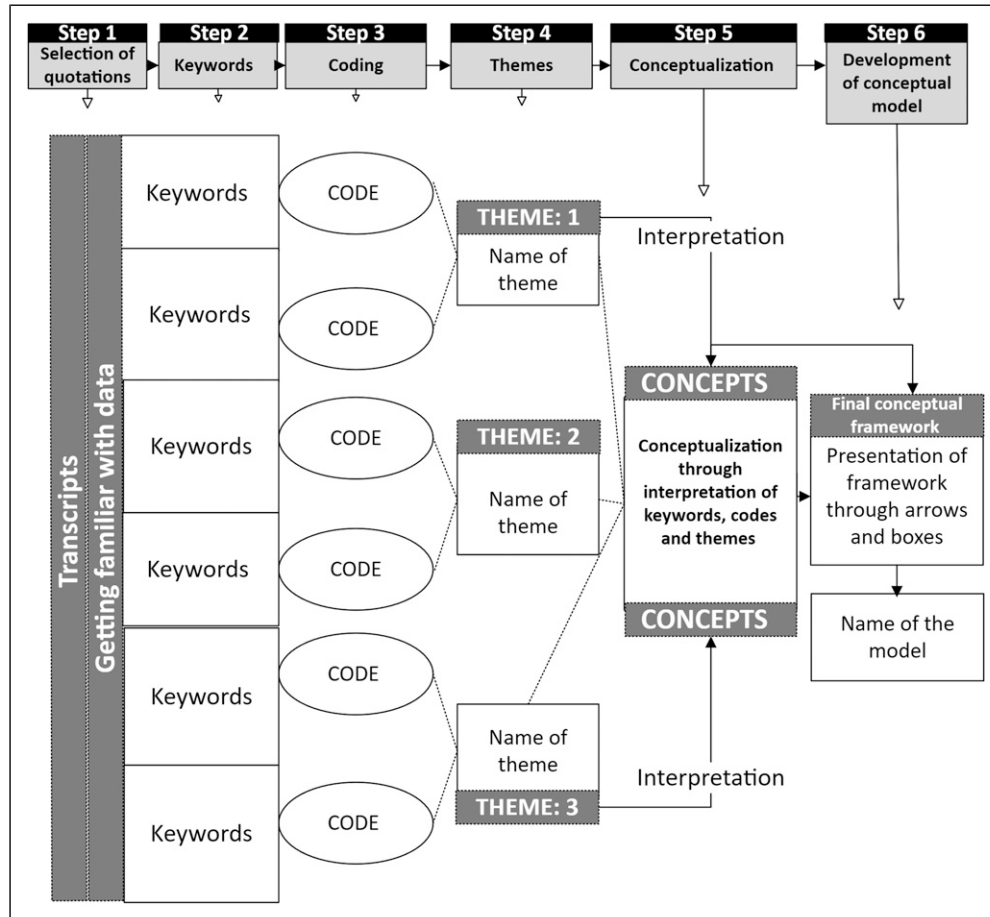 Step 1
Selection of
quotations
Step 2
Keywords
Step 3
Coding
Step 4
Themes
Step 5
Conceptualization
Step 6
Development
of conceptual
model
Transcripts
Getting familiar with data
Keywords
Keywords
Keywords
Keywords
Keywords
Keywords
CODE
CODE
CODE
CODE
CODE
CODE
THEME: 1
Name of
theme
THEME: 2
Name of
theme
Name of
theme
THEME: 3
Interpretation
CONCEPTS
Conceptualization
through
interpretation of
keywords, codes
and themes
CONCEPTS
Interpretation
Final conceptual
framework
Presentation of
framework
through arrows
and boxes
Name of the
model